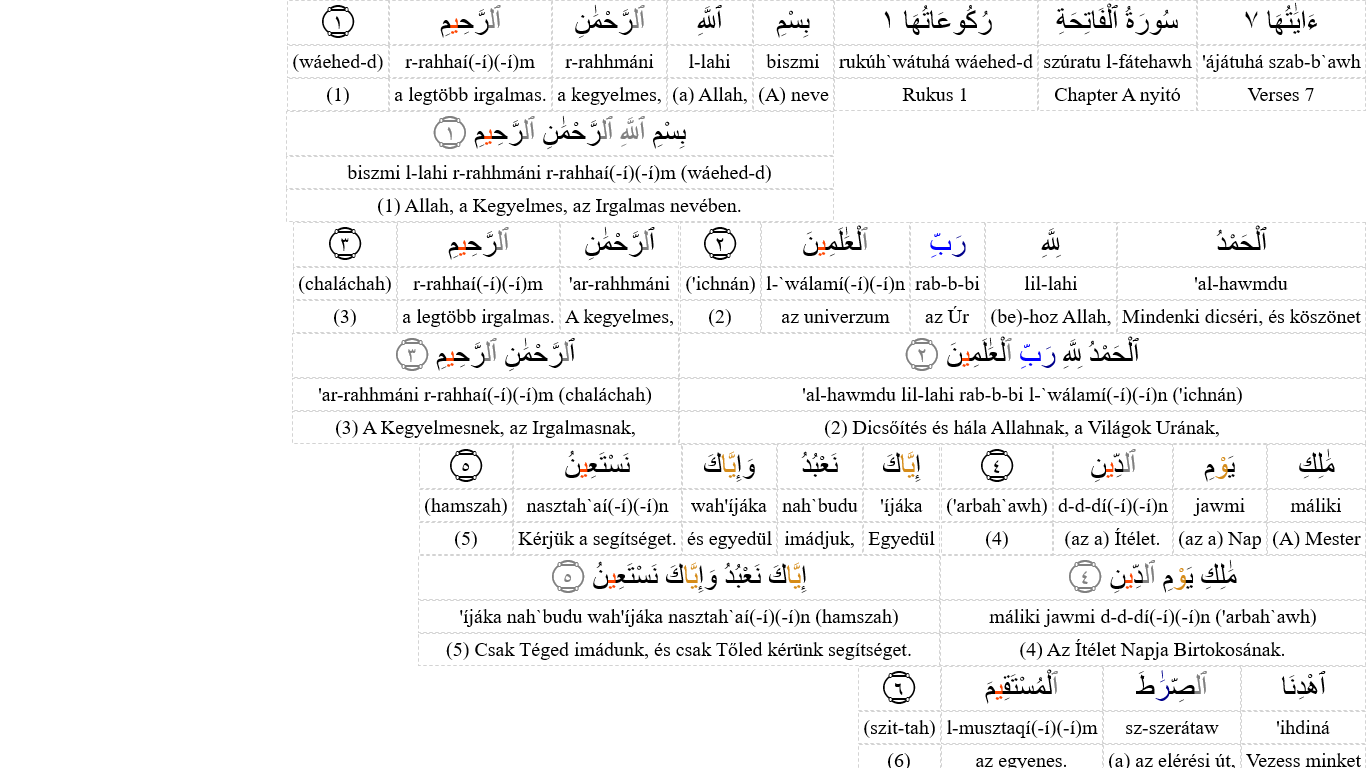 ءَايَٰتُهَا ٧ سُورَةُ ٱلْفَاتِحَةِ رُكُوعَاتُهَا ١ بِسْمِ ٱللَّهِ ٱلرَّحْمَٰنِ ٱلرَّحِيمِ ١
'ájátuhá szab-b`awh szúratu l-fátehawh rukúh`wátuhá wáehed-d biszmi l-lahi r-rahhmáni r-rahhaí(-í)(-í)m (wáehed-d)
Verses 7 Chapter A nyitó Rukus 1 (A) neve (a) Allah, a kegyelmes, a legtöbb irgalmas. (1)
بِسْمِ ٱللَّهِ ٱلرَّحْمَٰنِ ٱلرَّحِيمِ ١
biszmi l-lahi r-rahhmáni r-rahhaí(-í)(-í)m (wáehed-d)
(1) Allah, a Kegyelmes, az Irgalmas nevében.
ٱلْحَمْدُ لِلَّهِ رَبِّ ٱلْعَٰلَمِينَ ٢ ٱلرَّحْمَٰنِ ٱلرَّحِيمِ ٣
'al-hawmdu lil-lahi rab-b-bi l-`wálamí(-í)(-í)n ('ichnán) 'ar-rahhmáni r-rahhaí(-í)(-í)m (chaláchah)
Mindenki dicséri, és köszönet (be)-hoz Allah, az Úr az univerzum (2) A kegyelmes, a legtöbb irgalmas. (3)
ٱلْحَمْدُ لِلَّهِ رَبِّ ٱلْعَٰلَمِينَ ٢ ٱلرَّحْمَٰنِ ٱلرَّحِيمِ ٣
'al-hawmdu lil-lahi rab-b-bi l-`wálamí(-í)(-í)n ('ichnán) 'ar-rahhmáni r-rahhaí(-í)(-í)m (chaláchah)
(2) Dicsőítés és hála Allahnak, a Világok Urának, (3) A Kegyelmesnek, az Irgalmasnak,
مَٰلِكِ يَوْمِ ٱلدِّينِ ٤ إِيَّاكَ نَعْبُدُ وَإِيَّاكَ نَسْتَعِينُ ٥
máliki jawmi d-d-dí(-í)(-í)n ('arbah`awh) 'íjáka nah`budu wah'íjáka nasztah`aí(-í)(-í)n (hamszah)
(A) Mester (az a) Nap (az a) Ítélet. (4) Egyedül imádjuk, és egyedül Kérjük a segítséget. (5)
مَٰلِكِ يَوْمِ ٱلدِّينِ ٤ إِيَّاكَ نَعْبُدُ وَإِيَّاكَ نَسْتَعِينُ ٥
máliki jawmi d-d-dí(-í)(-í)n ('arbah`awh) 'íjáka nah`budu wah'íjáka nasztah`aí(-í)(-í)n (hamszah)
(4) Az Ítélet Napja Birtokosának. (5) Csak Téged imádunk, és csak Tőled kérünk segítséget.
ٱهْدِنَا ٱلصِّرَٰطَ ٱلْمُسْتَقِيمَ ٦
'ihdiná sz-szerátaw l-musztaqí(-í)(-í)m (szit-tah)
Vezess minket (a) az elérési út, az egyenes. (6)